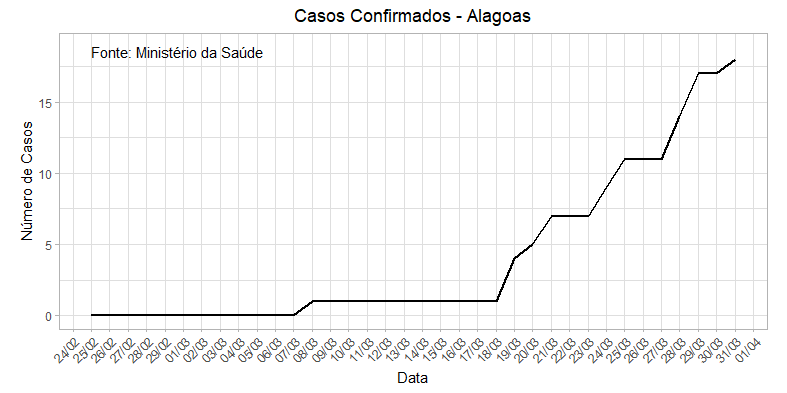 Casos Confirmados - Alagoas
Fonte: Ministério da Saúde
Número de Casos
15
10
5
0
24/02 25/02 26/02 27/02 28/02 29/02 01/03 02/03 03/03 04/03 05/03 06/03 07/03 08/03 09/03 10/03 11/03 12/03 13/03 14/03 15/03 16/03 17/03 18/03 19/03 20/03 21/03 22/03 23/03 24/03 25/03 26/03 27/03 28/03 29/03 30/03 31/03 01/04
Data